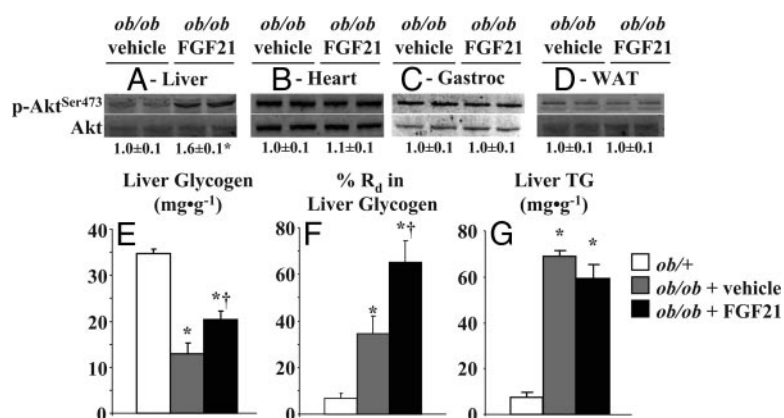 ob/ob ob/ob ob/ob ob/ob ob/ob ob/ob ob/ob ob/ob
vehicle FGF21 vehicle FGF21 vehicle FGF21 vehicle FGF21
A - Liver B - Heart C - Gastroc D - WAT
p-Akt^Ser473
Akt
1.0±0.1 1.6±0.1* 1.0±0.1 1.1±0.1 1.0±0.1 1.0±0.1 1.0±0.1 1.0±0.1
Liver Glycogen
(mg•g⁻¹)
E
40
30
20
10
0
*
*†
% R_d in
Liver Glycogen
F
80
60
40
20
0
*
*†
Liver TG
(mg•g⁻¹)
G
80
60
40
20
0
*
*
ob/+
ob/ob + vehicle
ob/ob + FGF21